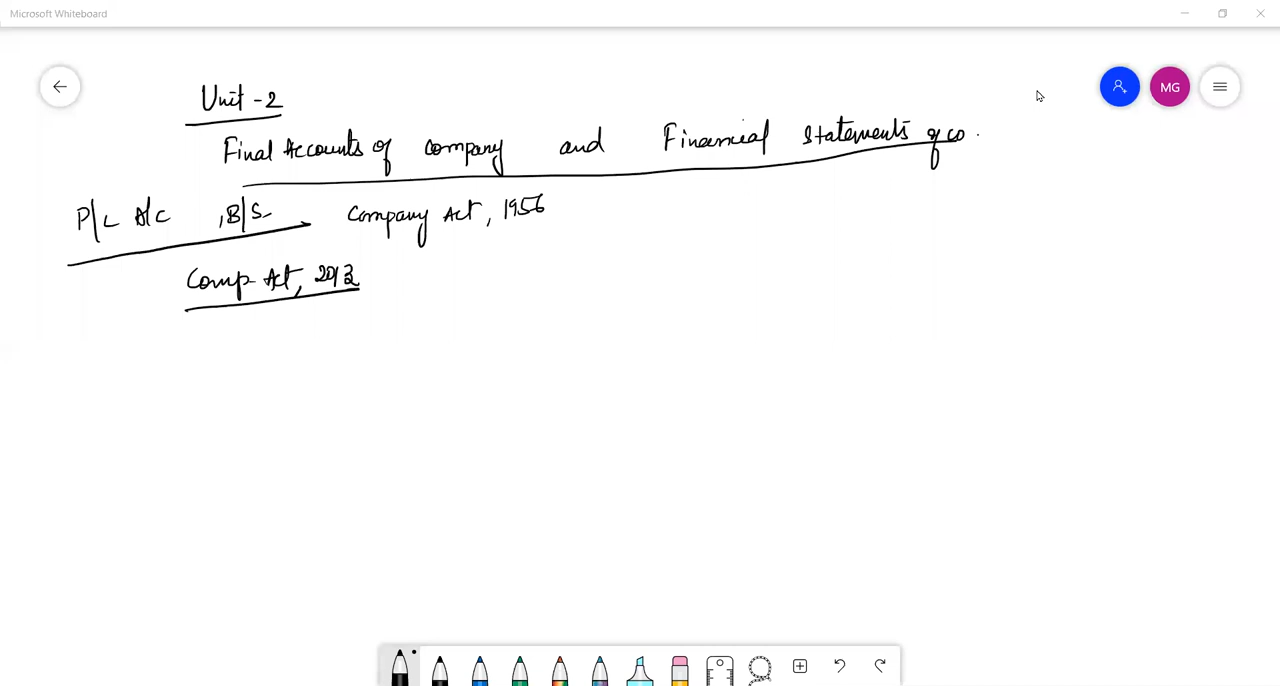 Microsoft Whiteboard
MG
Unit - 2
Final Accounts of company and Financial Statements of co.
P/L A/C , B/S Company Act, 1956
Comp Act, 2013